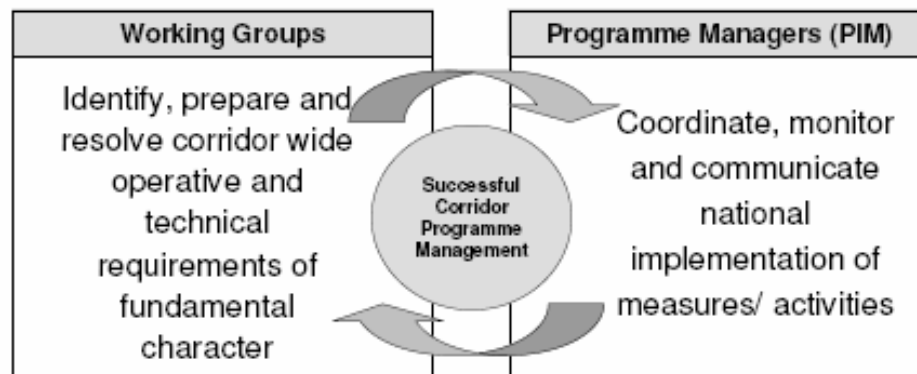 Working Groups
Identify, prepare and
resolve corridor wide
operative and
technical
requirements of
fundamental
character
Successful
Corridor
Programme
Management
Programme Managers (PIM)
Coordinate, monitor
and communicate
national
implementation of
measures/ activities